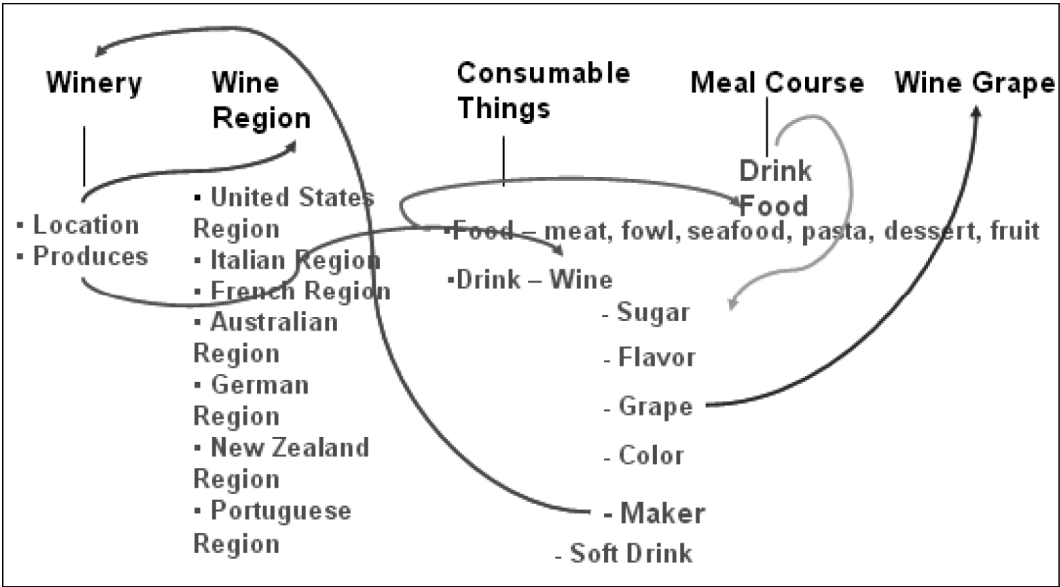 Winery
Wine
Region
Consumable
Things
Meal Course
Wine Grape
▪ Location
▪ Produces
▪ United States
Region
▪ Italian Region
▪ French Region
▪ Australian
Region
▪ German
Region
▪ New Zealand
Region
▪ Portuguese
Region
Drink
Food
▪Food – meat, fowl, seafood, pasta, dessert, fruit
▪Drink – Wine
- Sugar
- Flavor
- Grape
- Color
- Maker
- Soft Drink